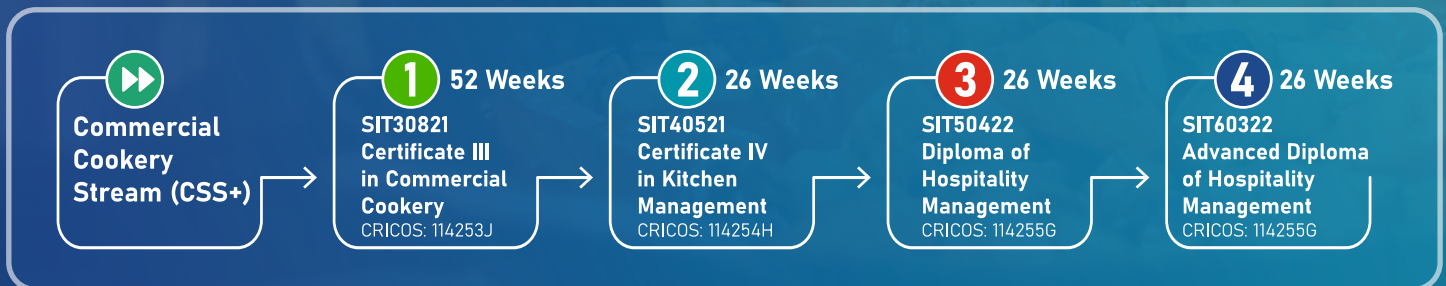 Commercial
Cookery
Stream (CSS+)
1 52 Weeks
SIT30821
Certificate III
in Commercial
Cookery
CRICOS: 114253J
2 26 Weeks
SIT40521
Certificate IV
in Kitchen
Management
CRICOS: 114254H
3 26 Weeks
SIT50422
Diploma of
Hospitality
Management
CRICOS: 114255G
4 26 Weeks
SIT60322
Advanced Diploma
of Hospitality
Management
CRICOS: 114255G